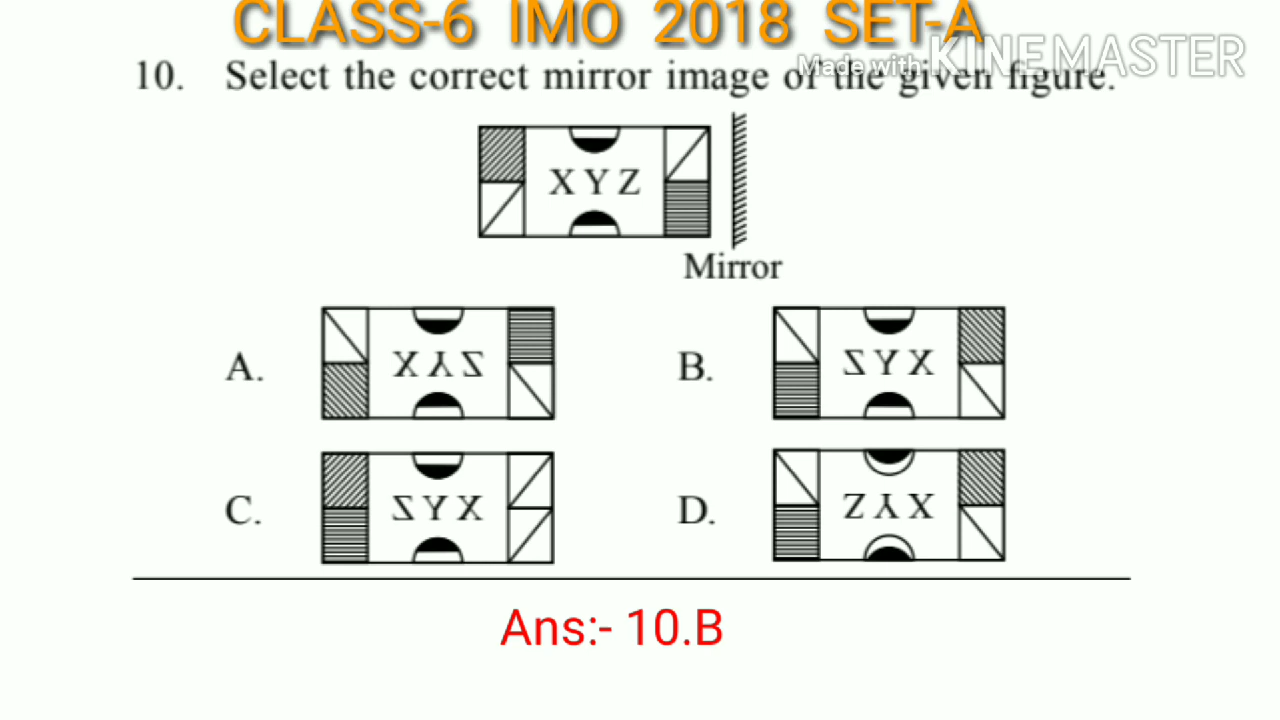 CLASS-6 IMO 2018 SET-A
Made with KINEMASTER
10. Select the correct mirror image of the given figure.
X Y Z
Mirror
A.
B.
C.
D.
Ans:- 10.B